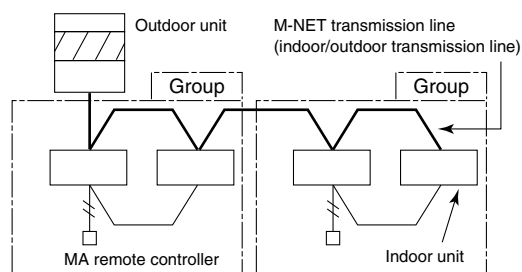 Outdoor unit
M-NET transmission line
(indoor/outdoor transmission line)
Group
Group
MA remote controller
Indoor unit